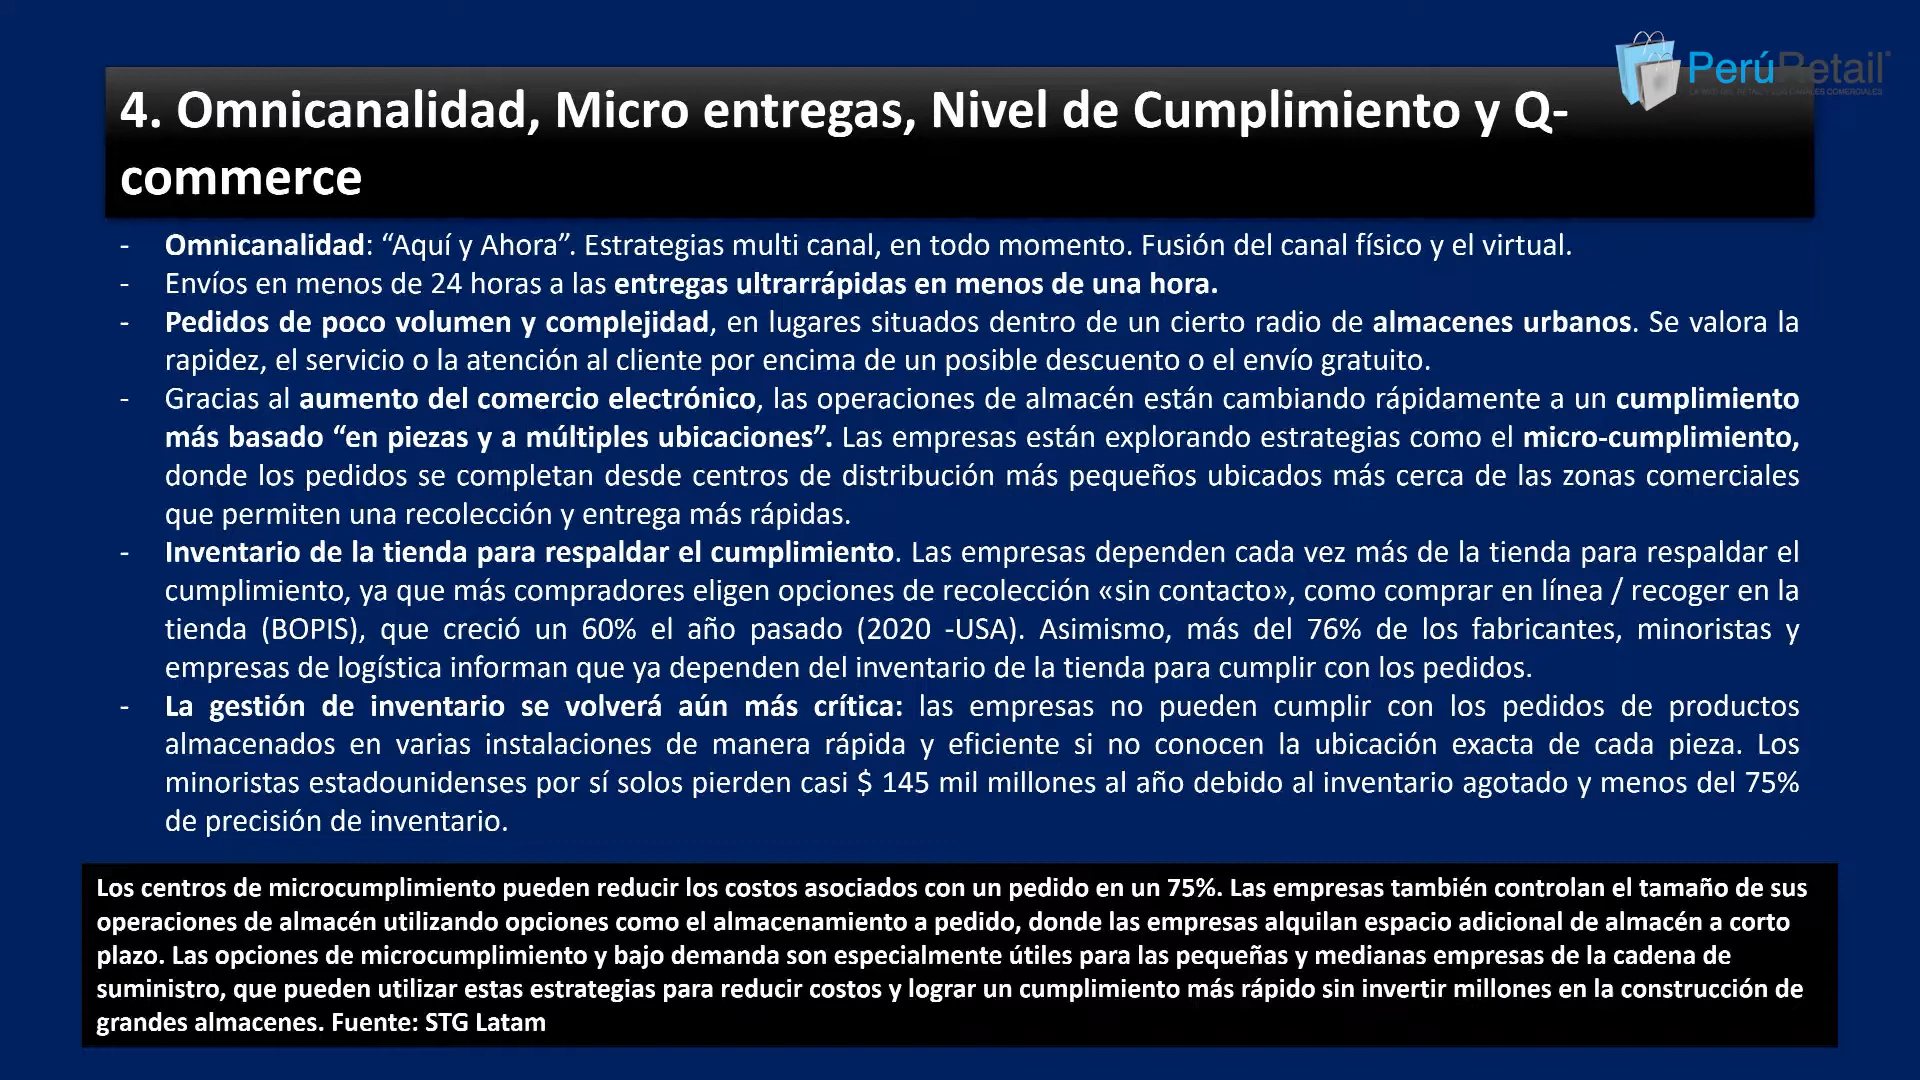 PerúRetail
4. Omnicanalidad, Micro entregas, Nivel de Cumplimiento y Q-
commerce
- Omnicanalidad: “Aquí y Ahora”. Estrategias multi canal, en todo momento. Fusión del canal físico y el virtual.
- Envíos en menos de 24 horas a las entregas ultrarrápidas en menos de una hora.
- Pedidos de poco volumen y complejidad, en lugares situados dentro de un cierto radio de almacenes urbanos. Se valora la
rapidez, el servicio o la atención al cliente por encima de un posible descuento o el envío gratuito.
- Gracias al aumento del comercio electrónico, las operaciones de almacén están cambiando rápidamente a un cumplimiento
más basado “en piezas y a múltiples ubicaciones”. Las empresas están explorando estrategias como el micro-cumplimiento,
donde los pedidos se completan desde centros de distribución más pequeños ubicados más cerca de las zonas comerciales
que permiten una recolección y entrega más rápidas.
- Inventario de la tienda para respaldar el cumplimiento. Las empresas dependen cada vez más de la tienda para respaldar el
cumplimiento, ya que más compradores eligen opciones de recolección «sin contacto», como comprar en línea / recoger en la
tienda (BOPIS), que creció un 60% el año pasado (2020 -USA). Asimismo, más del 76% de los fabricantes, minoristas y
empresas de logística informan que ya dependen del inventario de la tienda para cumplir con los pedidos.
- La gestión de inventario se volverá aún más crítica: las empresas no pueden cumplir con los pedidos de productos
almacenados en varias instalaciones de manera rápida y eficiente si no conocen la ubicación exacta de cada pieza. Los
minoristas estadounidenses por sí solos pierden casi $ 145 mil millones al año debido al inventario agotado y menos del 75%
de precisión de inventario.
Los centros de microcumplimiento pueden reducir los costos asociados con un pedido en un 75%. Las empresas también controlan el tamaño de sus
operaciones de almacén utilizando opciones como el almacenamiento a pedido, donde las empresas alquilan espacio adicional de almacén a corto
plazo. Las opciones de microcumplimiento y bajo demanda son especialmente útiles para las pequeñas y medianas empresas de la cadena de
suministro, que pueden utilizar estas estrategias para reducir costos y lograr un cumplimiento más rápido sin invertir millones en la construcción de
grandes almacenes. Fuente: STG Latam